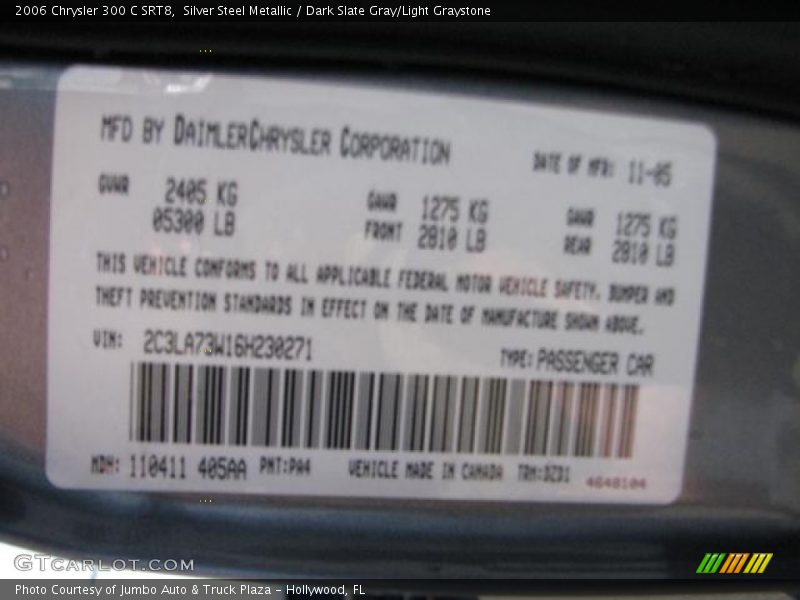 2006 Chrysler 300 C SRT8,  Silver Steel Metallic / Dark Slate Gray/Light Graystone
MFD BY DAIMLERCHRYSLER CORPORATION
DATE OF MFR: 11-05
GVWR 2405 KG
05300 LB
GAWR FRONT 1275 KG
2810 LB
GAWR REAR 1275 KG
2810 LB
THIS VEHICLE CONFORMS TO ALL APPLICABLE FEDERAL MOTOR VEHICLE SAFETY, BUMPER AND
THEFT PREVENTION STANDARDS IN EFFECT ON THE DATE OF MANUFACTURE SHOWN ABOVE.
VIN: 2C3LA73W16H230271
TYPE: PASSENGER CAR
MDH: 110411 405AA PNT:PA4 VEHICLE MADE IN CANADA TRM:DZD1
4648104
GTCARLOT.COM
Photo Courtesy of Jumbo Auto & Truck Plaza - Hollywood, FL